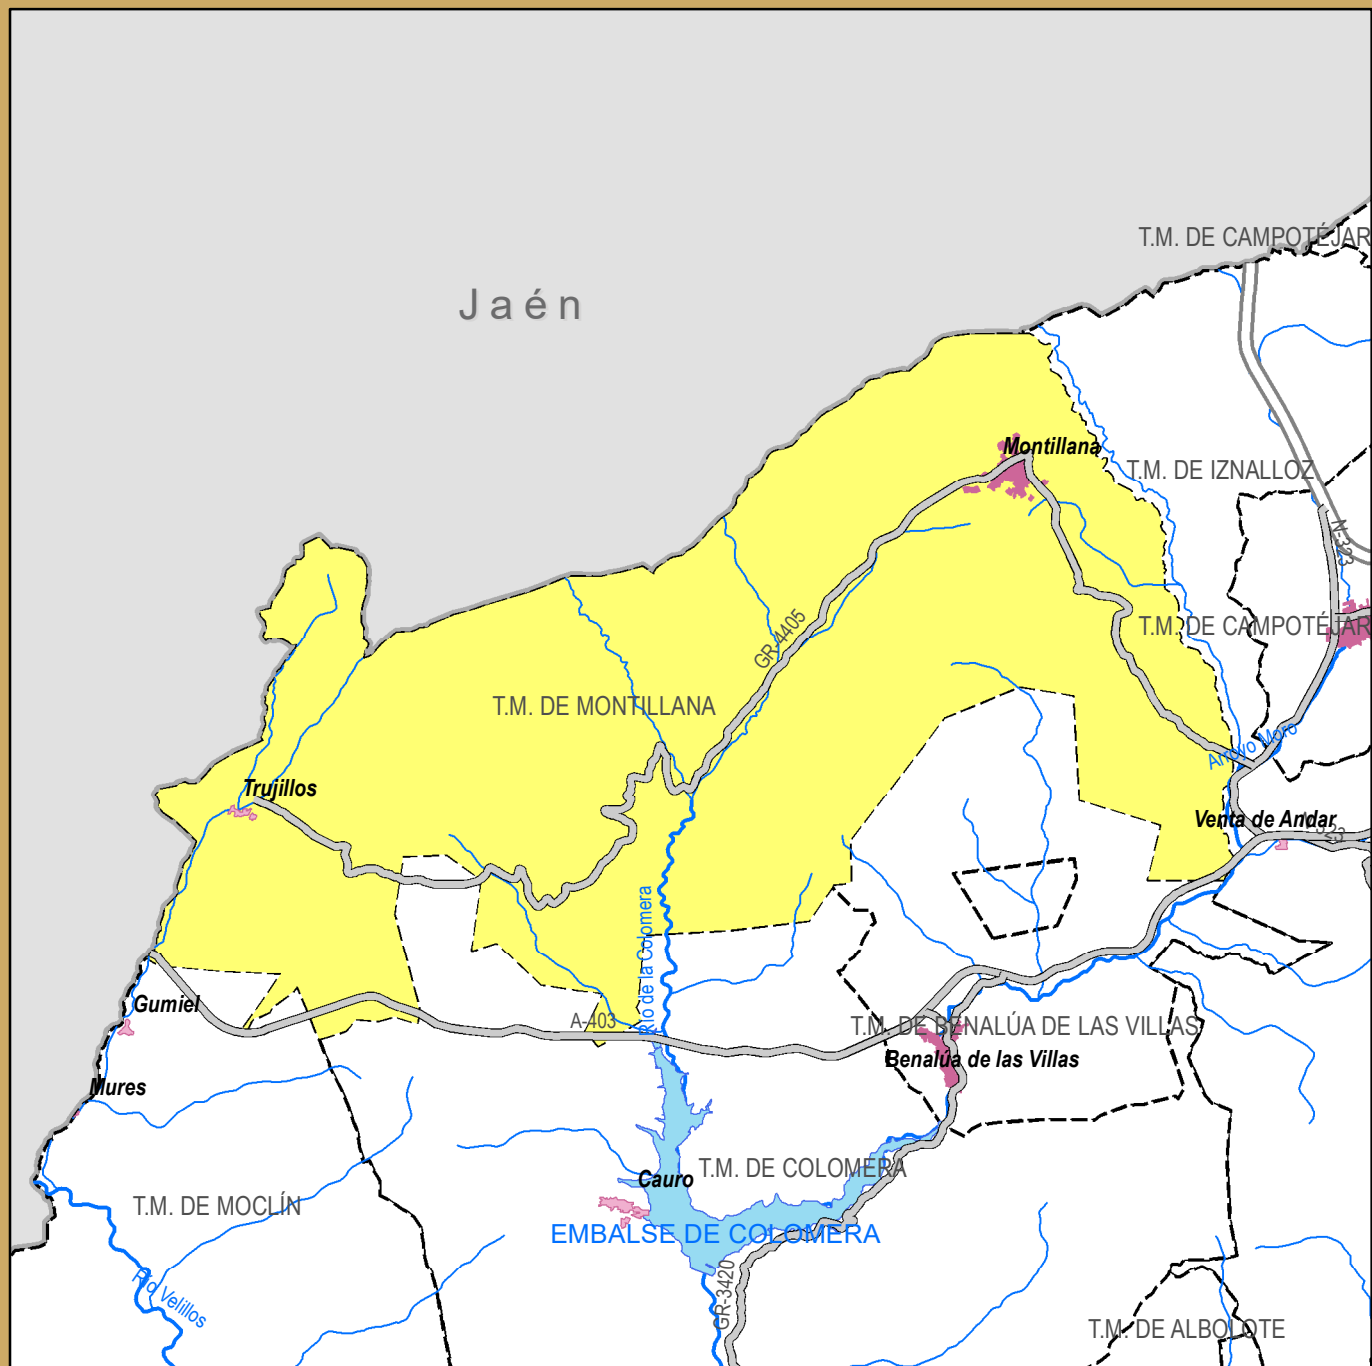 T.M. DE CAMPOTÉJAR
Jaén
Montillana
T.M. DE IZNALLOZ
N-323
GR-4405
T.M. DE CAMPOTÉJAR
T.M. DE MONTILLANA
Arroyo Moro
Trujillos
Venta de Andar
Río de la Colomera
Gumiel
A-403
T.M. DE BENALÚA DE LAS VILLAS
Benalúa de las Villas
Mures
T.M. DE COLOMERA
Cauro
T.M. DE MOCLÍN
EMBALSE DE COLOMERA
Río Velillos
GR-3420
T.M. DE ALBOLOTE